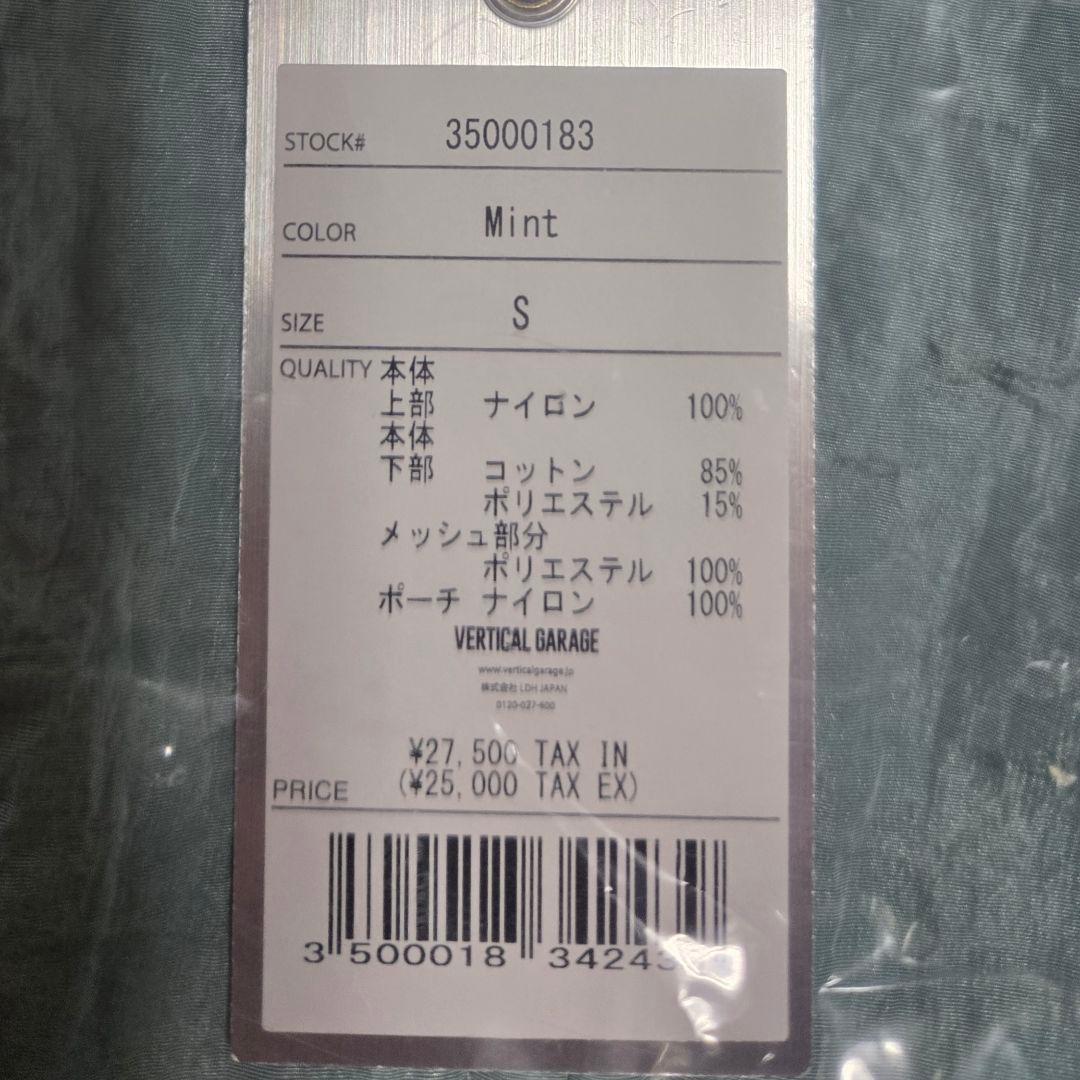 STOCK# 35000183
COLOR Mint
SIZE S
QUALITY 本体
上部 ナイロン 100%
本体
下部 コットン 85%
ポリエステル 15%
メッシュ部分
ポリエステル 100%
ポーチ ナイロン 100%
VERTICAL GARAGE
www.verticalgarage.jp
株式会社 LDH JAPAN
0120-027-600
¥27,500 TAX IN
PRICE (¥25,000 TAX EX)
3 500018